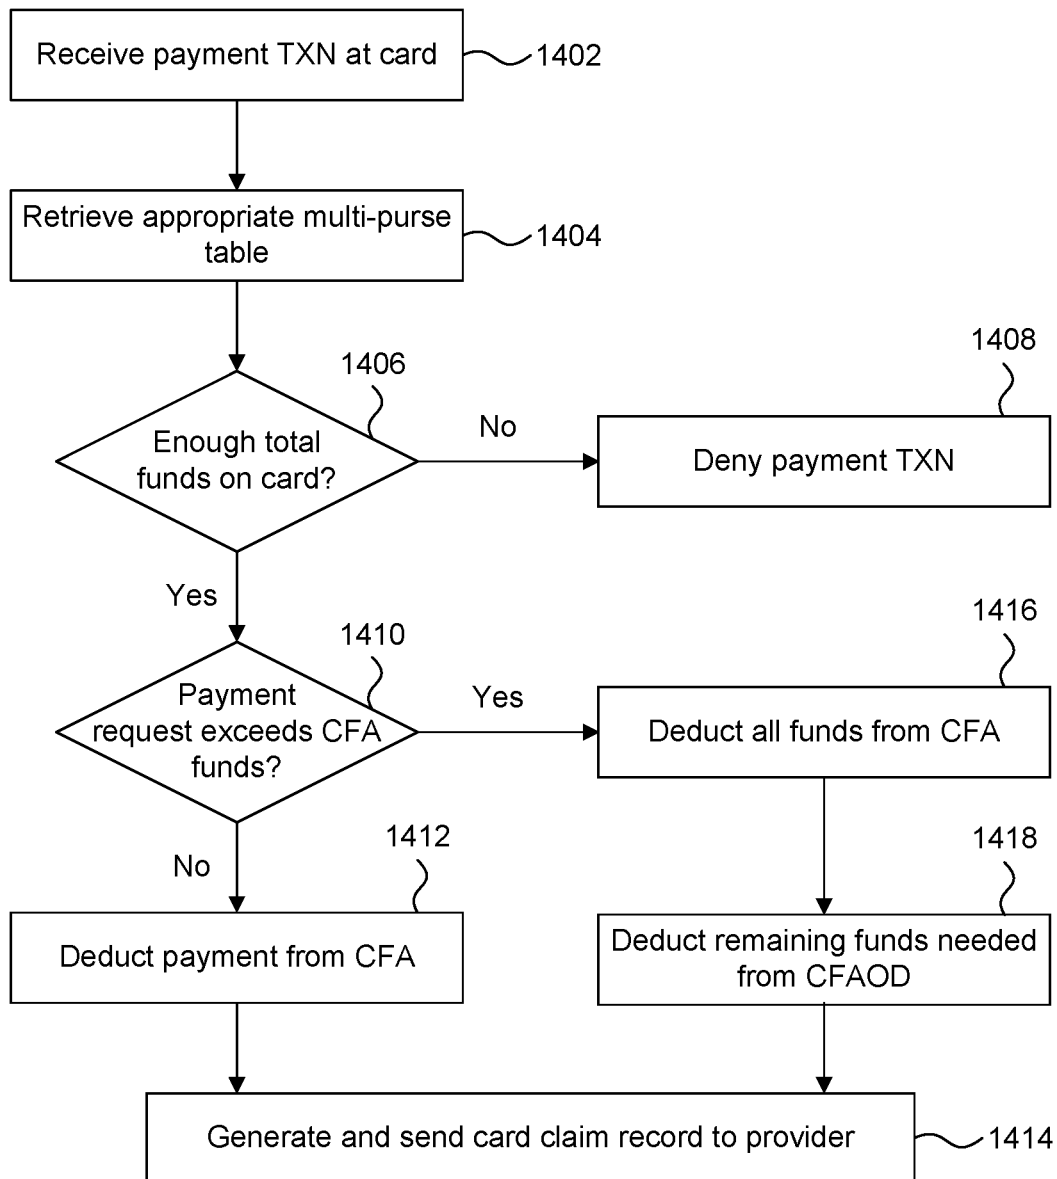 Receive payment TXN at card
1402
Retrieve appropriate multi-purse
table
1404
1406
Enough total
funds on card?
No
1408
Deny payment TXN
Yes
1410
Payment
request exceeds CFA
funds?
Yes
1416
Deduct all funds from CFA
No
1412
Deduct payment from CFA
1418
Deduct remaining funds needed
from CFAOD
Generate and send card claim record to provider
1414